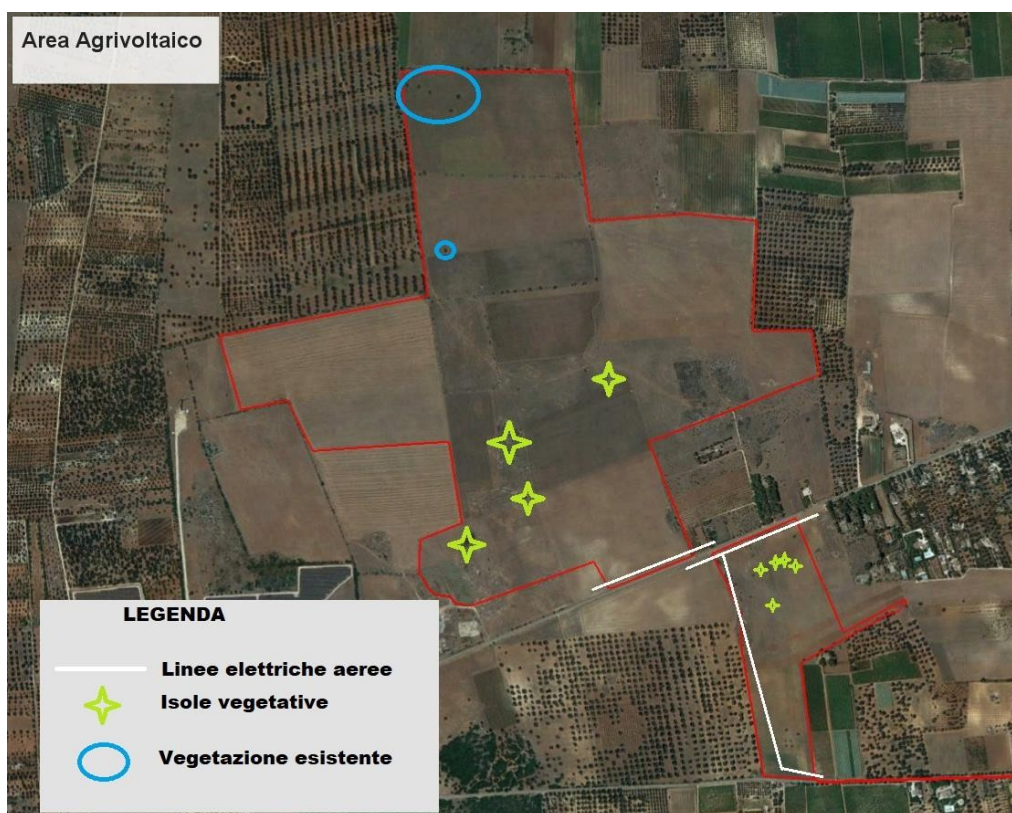 Area Agrivoltaico
LEGENDA
Linee elettriche aeree
Isole vegetative
Vegetazione esistente